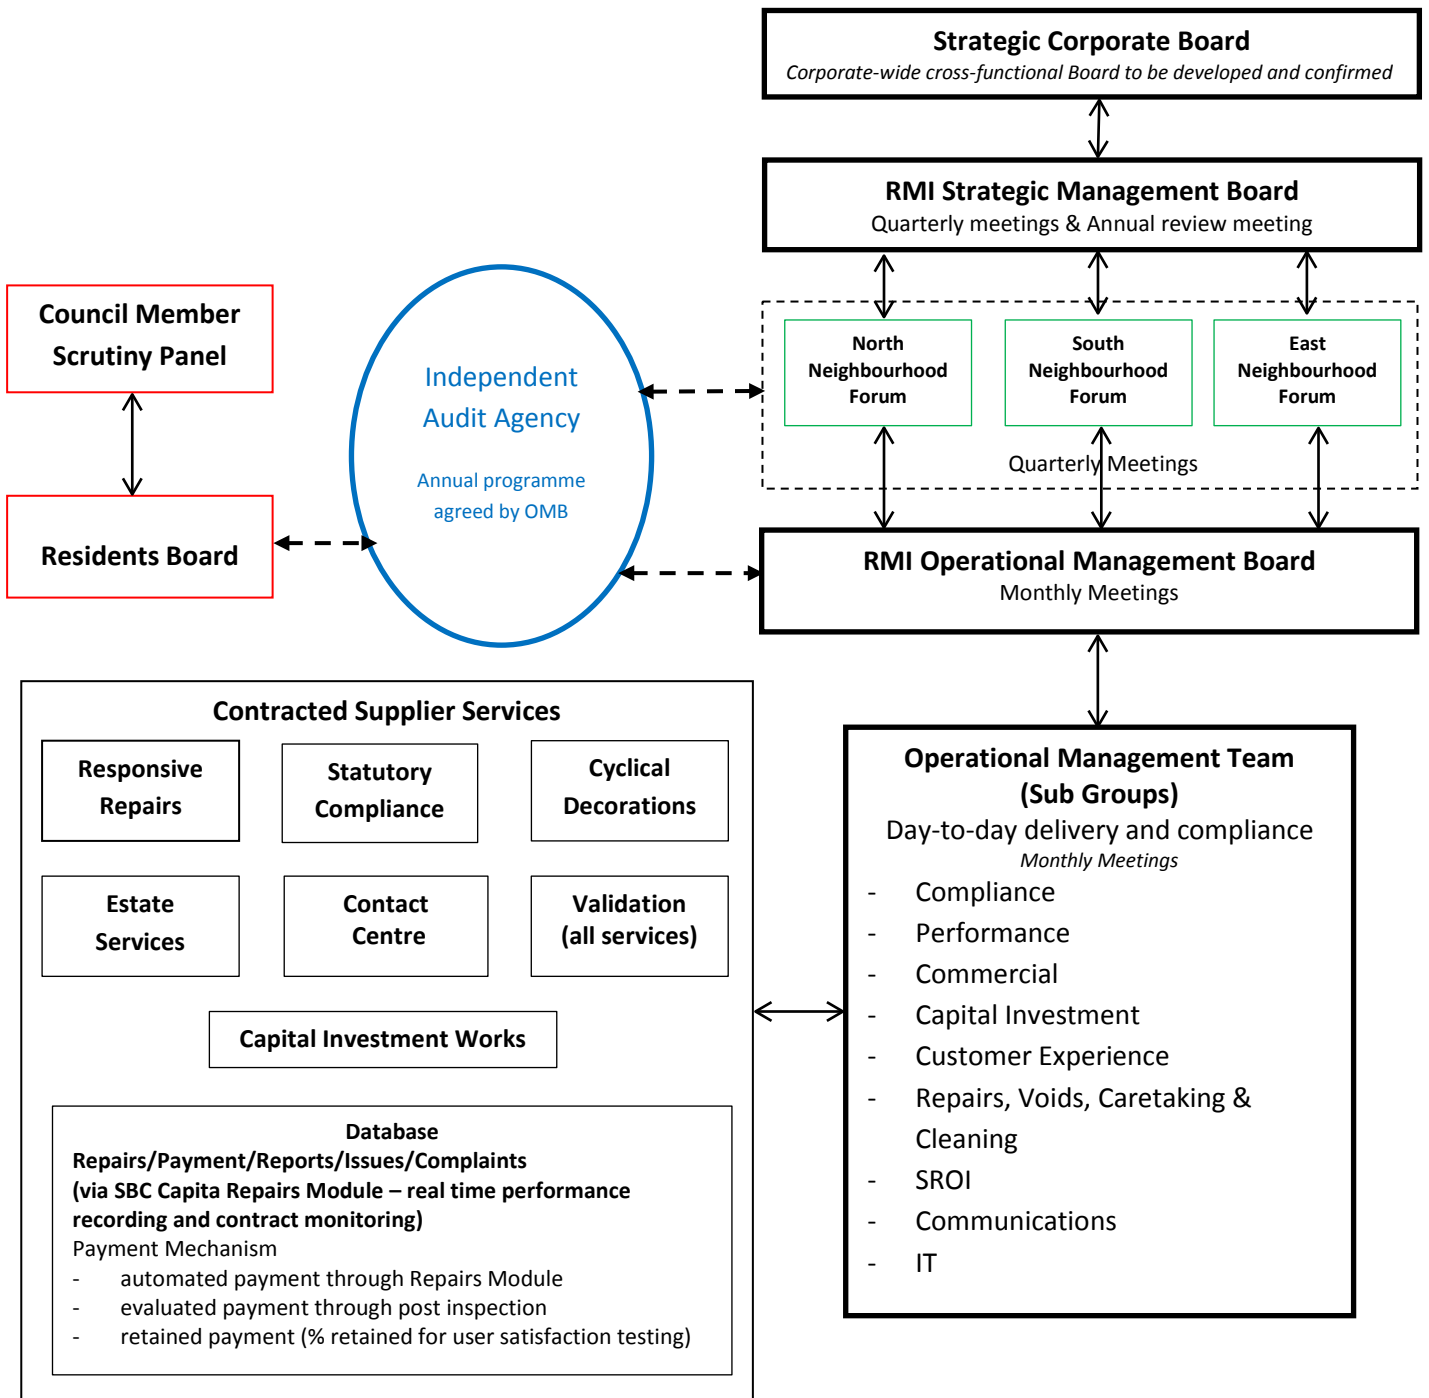 Strategic Corporate Board
Corporate-wide cross-functional Board to be developed and confirmed
RMI Strategic Management Board
Quarterly meetings & Annual review meeting
Council Member
Scrutiny Panel
Residents Board
Independent
Audit Agency
Annual programme
agreed by OMB
North
Neighbourhood
Forum
South
Neighbourhood
Forum
East
Neighbourhood
Forum
Quarterly Meetings
RMI Operational Management Board
Monthly Meetings
Contracted Supplier Services
Responsive
Repairs
Statutory
Compliance
Cyclical
Decorations
Estate
Services
Contact
Centre
Validation
(all services)
Capital Investment Works
Database
Repairs/Payment/Reports/Issues/Complaints
(via SBC Capita Repairs Module – real time performance
recording and contract monitoring)
Payment Mechanism
- automated payment through Repairs Module
- evaluated payment through post inspection
- retained payment (% retained for user satisfaction testing)
Operational Management Team
(Sub Groups)
Day-to-day delivery and compliance
Monthly Meetings
- Compliance
- Performance
- Commercial
- Capital Investment
- Customer Experience
- Repairs, Voids, Caretaking &
Cleaning
- SROI
- Communications
- IT